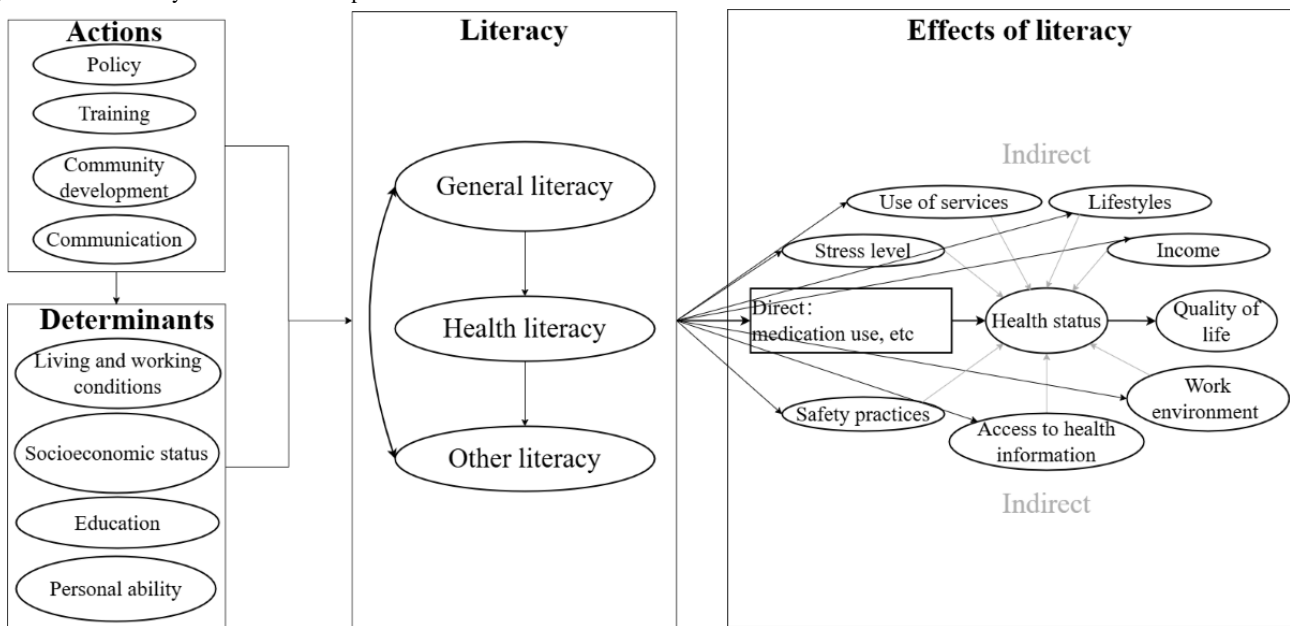 Actions
Policy
Training
Community
development
Communication
Determinants
Living and working
conditions
Socioeconomic status
Education
Personal ability
Literacy
General literacy
Health literacy
Other literacy
Effects of literacy
Indirect
Use of services
Lifestyles
Stress level
Income
Direct:
medication use, etc
Health status
Quality of
life
Safety practices
Access to health
information
Work
environment
Indirect